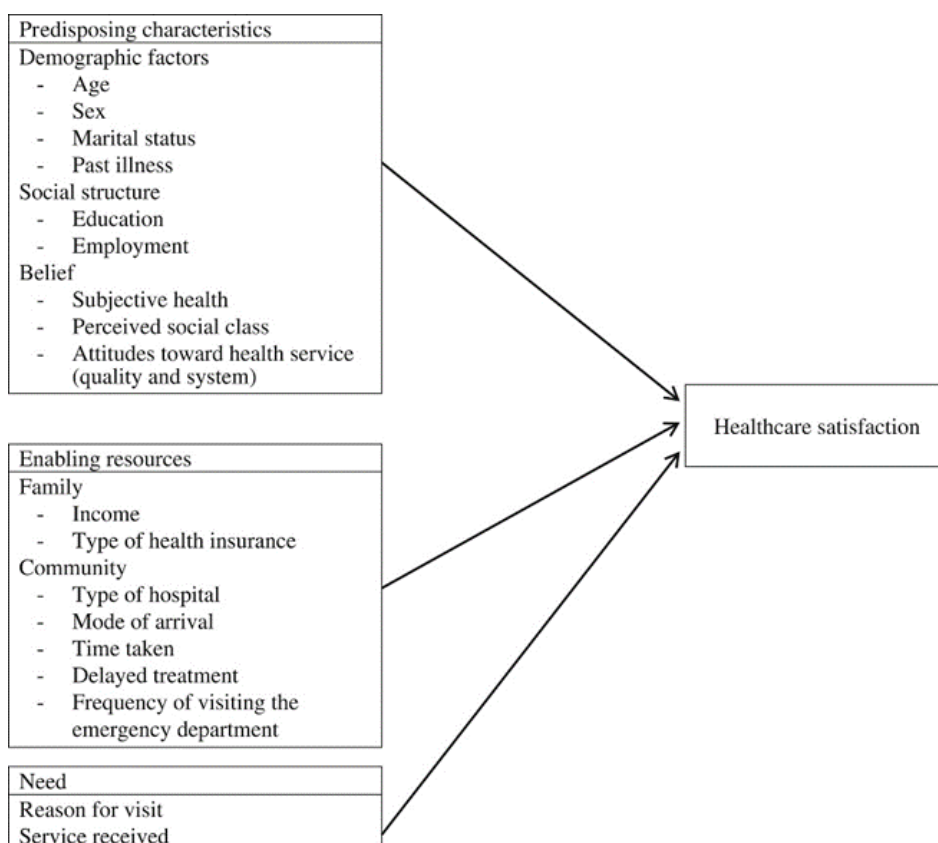 Predisposing characteristics
Demographic factors
- Age
- Sex
- Marital status
- Past illness
Social structure
- Education
- Employment
Belief
- Subjective health
- Perceived social class
- Attitudes toward health service
(quality and system)
Enabling resources
Family
- Income
- Type of health insurance
Community
- Type of hospital
- Mode of arrival
- Time taken
- Delayed treatment
- Frequency of visiting the
emergency department
Need
Reason for visit
Service received
Healthcare satisfaction